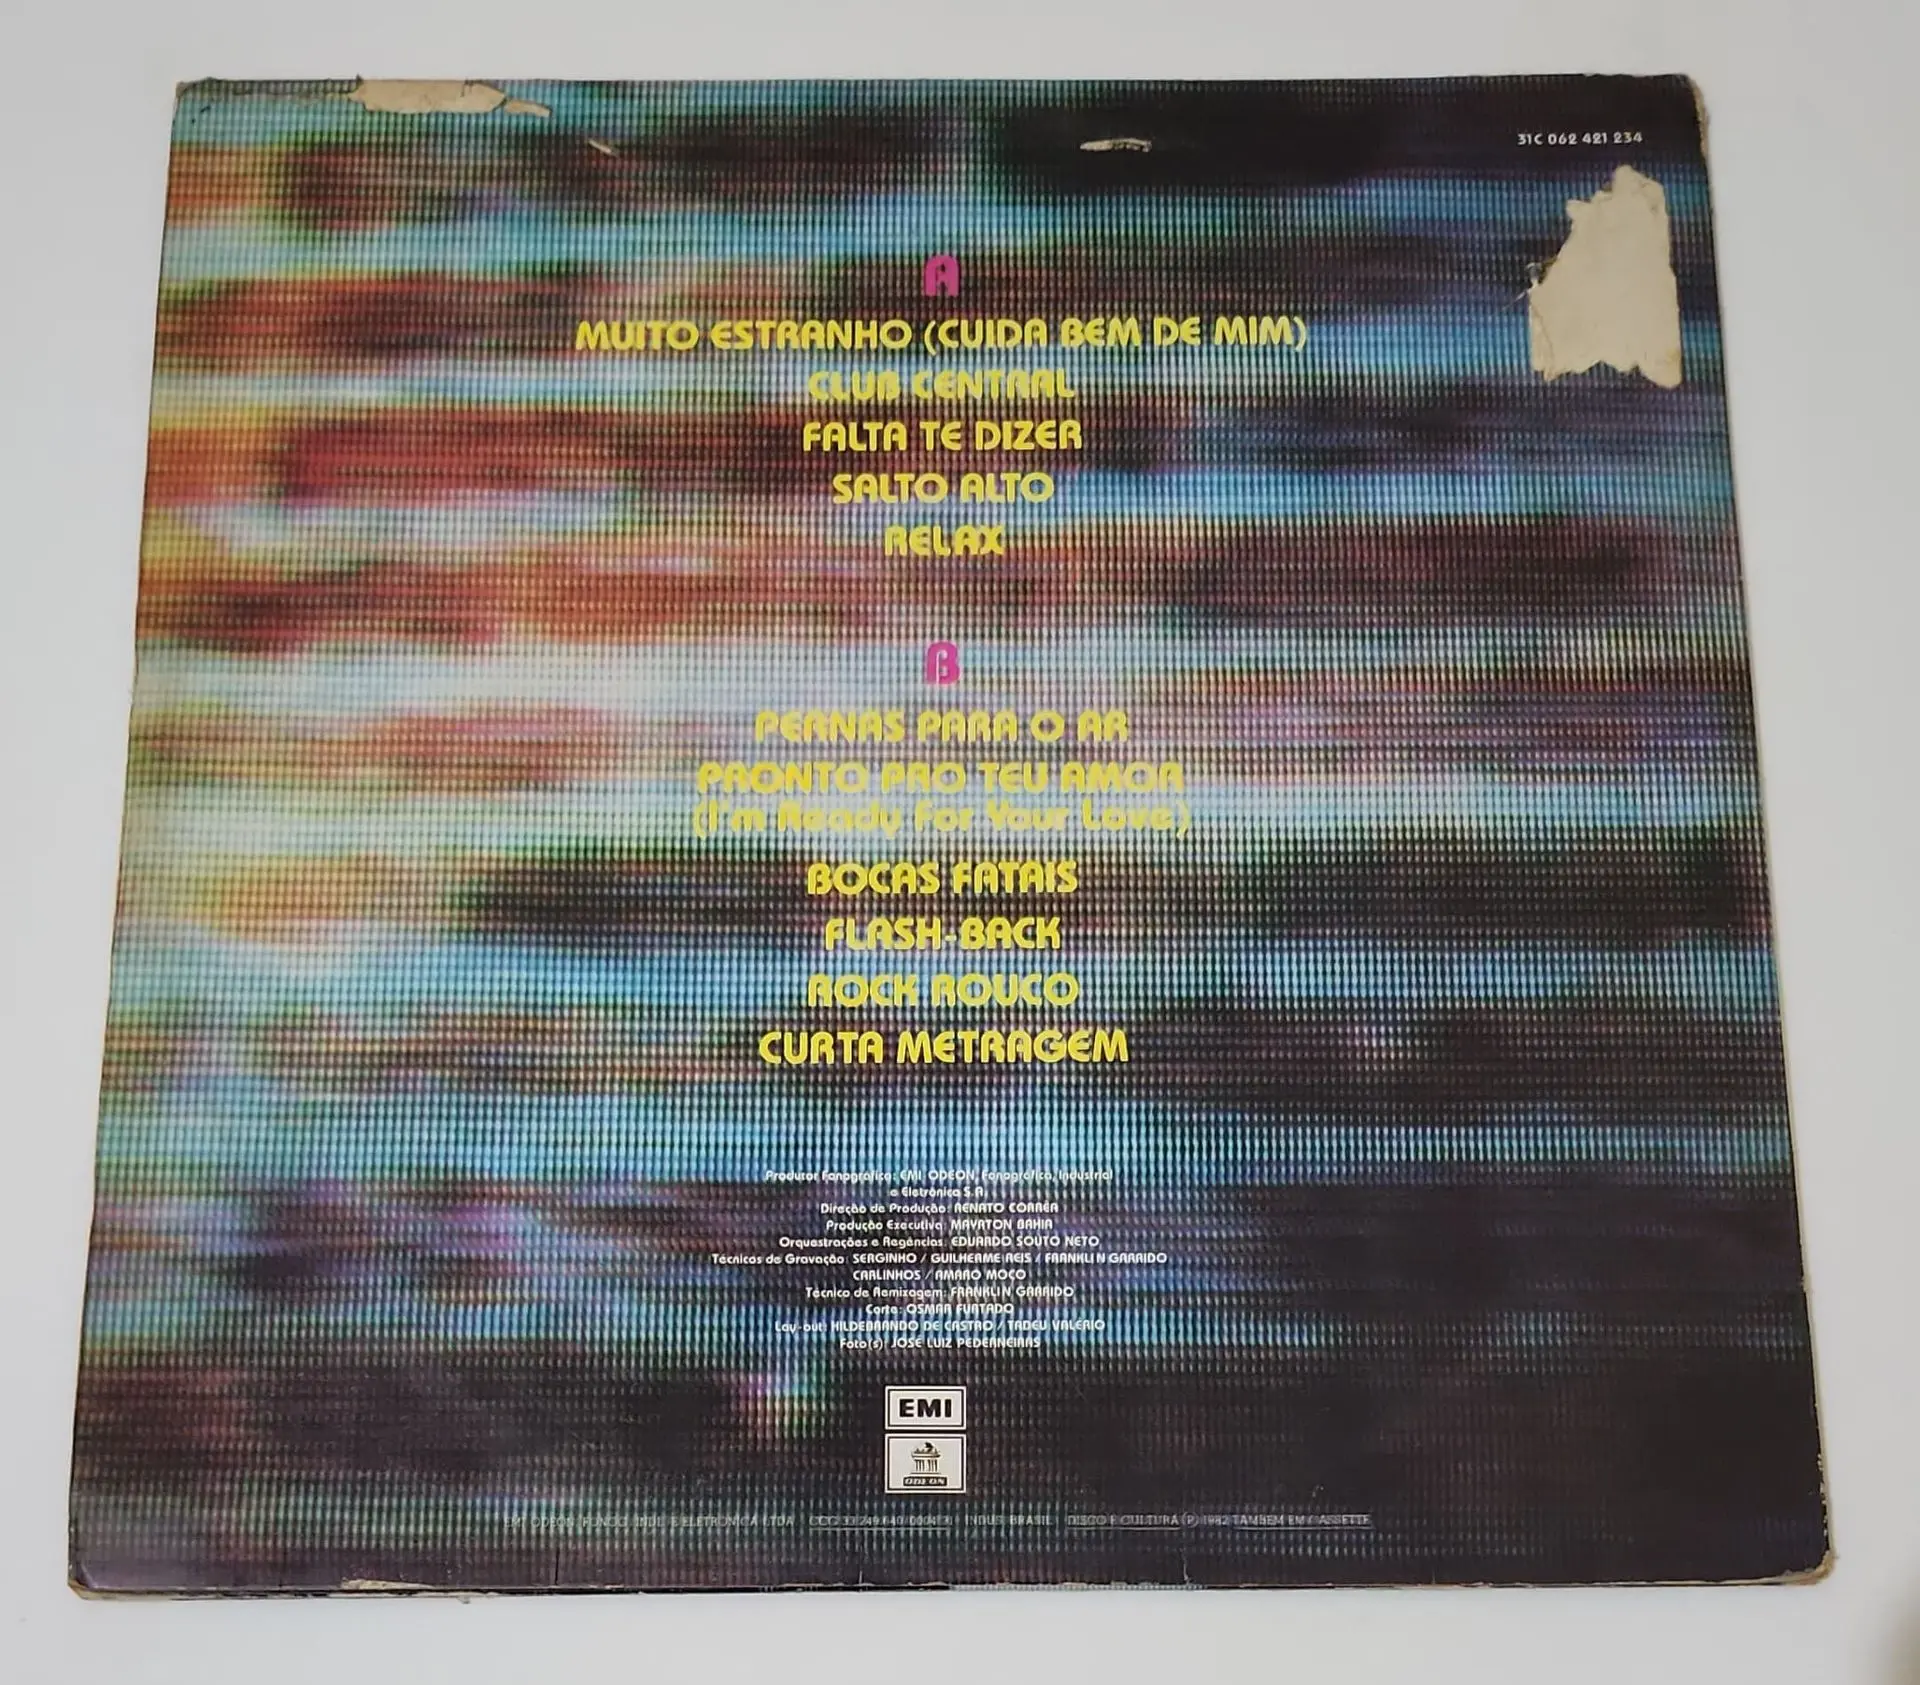 31C 062 421 234
A
MUITO ESTRANHO (CUIDA BEM DE MIM)
CLUB CENTRAL
FALTA TE DIZER
SALTO ALTO
RELAX
B
PERNAS PARA O AR
PRONTO PRO TEU AMOR
(I'm Ready For Your Love)
BOCAS FATAIS
FLASH-BACK
ROCK ROUCO
CURTA METRAGEM
Produtor Fonográfico: EMI-ODEON, Fonográfica, Industrial
e Eletrônica S.A.
Direção de Produção: RENATO CORRÊA
Produção Executiva: MAYRTON BAHIA
Orquestrações e Regências: EDUARDO SOUTO NETO
Técnicos de Gravação: SERGINHO / GUILHERME REIS / FRANKLIN GARRIDO
CARLINHOS / AMARO MOÇO
Técnico de Remixagem: FRANKLIN GARRIDO
Corte: OSMAR FURTADO
Lay-out: HILDEBRANDO DE CASTRO / TADEU VALÉRIO
Foto(s): JOSÉ LUIZ PEDERNEIRAS
EMI
ODEON
EMI-ODEON, FONOG. INDL. E ELETRÔNICA LTDA CCG 33.249.640/0004 INDUS. BRASIL DISCO É CULTURA (P) 1982 TAMBÉM EM CASSETTE